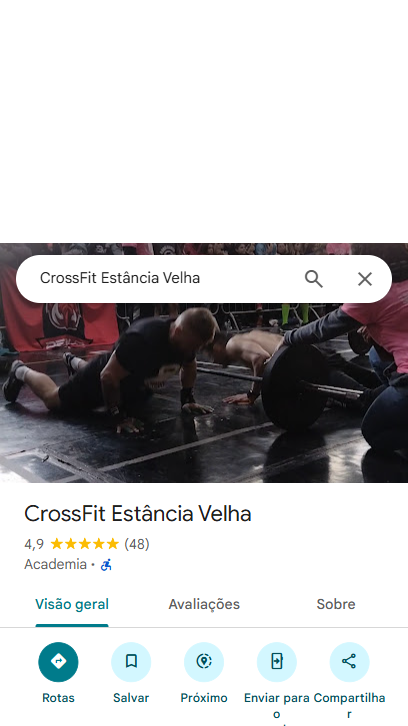 CrossFit Estância Velha
CrossFit Estância Velha
4,9 ★★★★★ (48)
Academia ·
Visão geral Avaliações Sobre
Rotas Salvar Próximo Enviar para Compartilha
o r